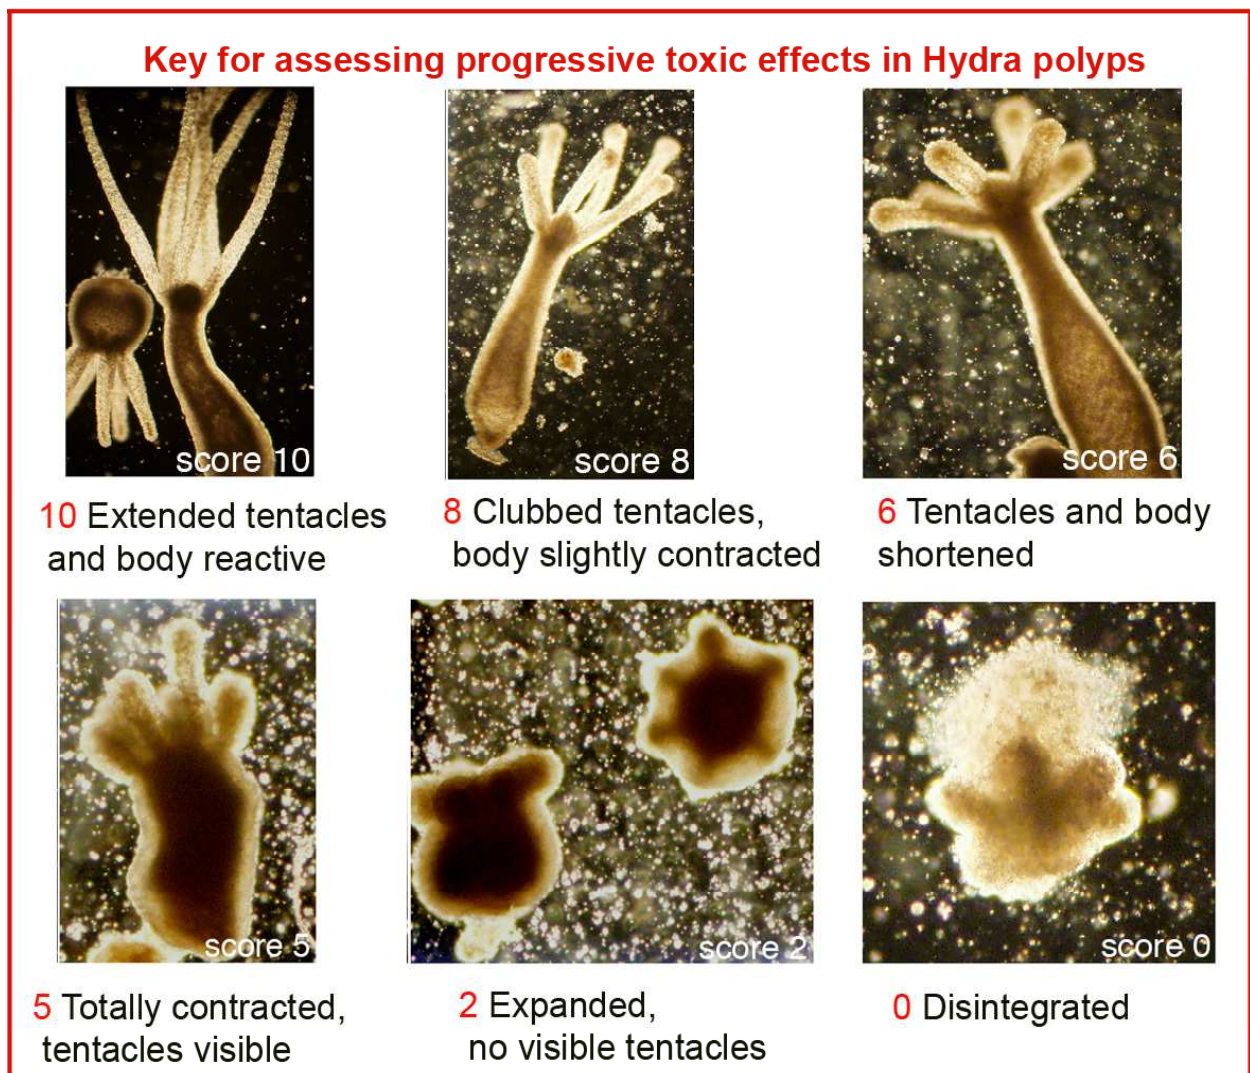 Key for assessing progressive toxic effects in Hydra polyps
score 10
score 8
score 6
10 Extended tentacles
and body reactive
8 Clubbed tentacles,
body slightly contracted
6 Tentacles and body
shortened
score 5
score 2
score 0
5 Totally contracted,
tentacles visible
2 Expanded,
no visible tentacles
0 Disintegrated